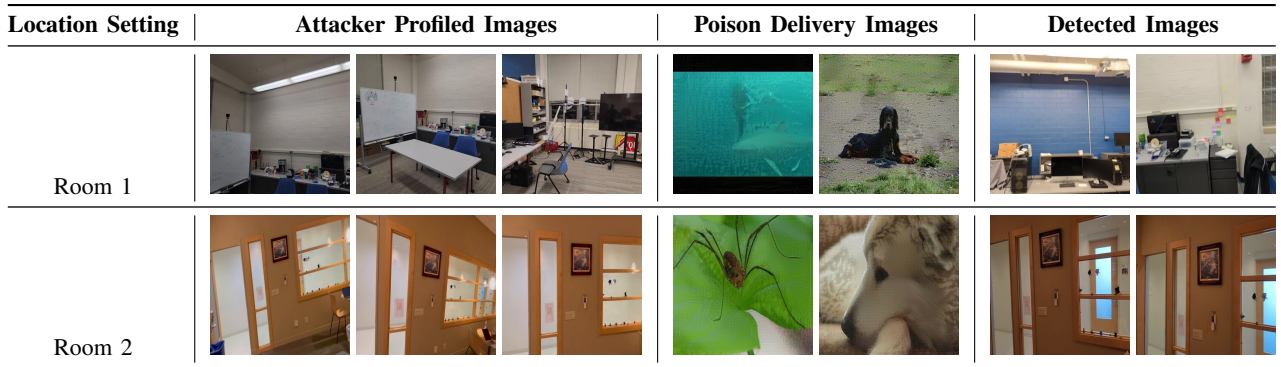 Location Setting Attacker Profiled Images Poison Delivery Images Detected Images
Room 1
Room 2